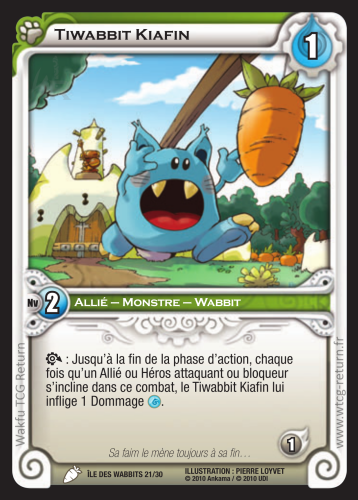 Tiwabbit Kiafin
1
Nv 2
Allié – Monstre – Wabbit
: Jusqu'à la fin de la phase d'action, chaque
fois qu'un Allié ou Héros attaquant ou bloqueur
s'incline dans ce combat, le Tiwabbit Kiafin lui
inflige 1 Dommage .
1
Sa faim le mène toujours à sa fin…
ÎLE DES WABBITS 21/30
ILLUSTRATION : PIERRE LOYVET
© 2010 Ankama / © 2010 UDI
Wakfu TCG Return
www.wtcg-return.fr